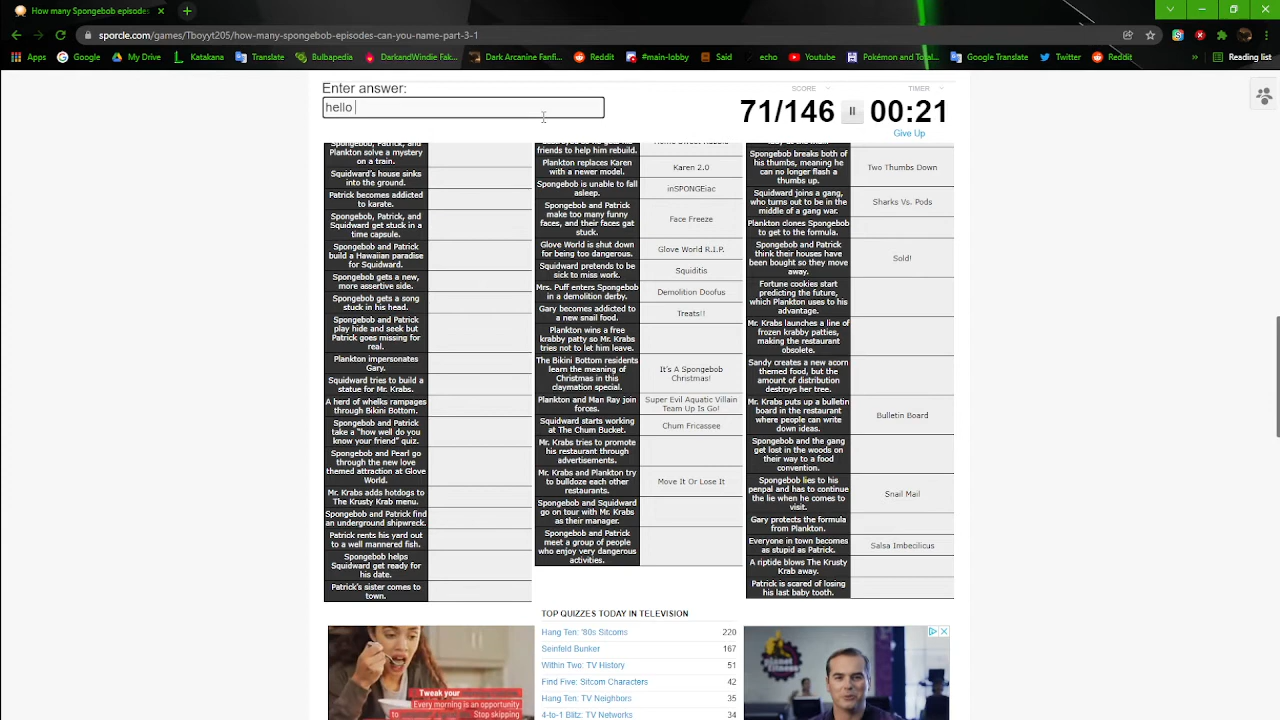 How many Spongebob episodes
sporcle.com/games/Tboyyt205/how-many-spongebob-episodes-can-you-name-part-3-1
Apps
Google
My Drive
Katakana
Translate
Bulbapedia
DarkandWindie Fak...
Dark Arcanine Fanfi...
Reddit
#main-lobby
Said
echo
Youtube
Pokémon and Total...
Google Translate
Twitter
Reddit
»
Reading list
Enter answer:
hello
SCORE
TIMER
71/146
00:21
Give Up
Plankton solve a mystery
on a train.
Squidward's house sinks
into the ground.
Patrick becomes addicted
to karate.
Spongebob, Patrick, and
Squidward get stuck in a
time capsule.
Spongebob and Patrick
build a Hawaiian paradise
for Squidward.
Spongebob gets a new,
more assertive side.
Spongebob gets a song
stuck in his head.
Spongebob and Patrick
play hide and seek but
Patrick goes missing for
real.
Plankton impersonates
Gary.
Squidward tries to build a
statue for Mr. Krabs.
A herd of whelks rampages
through Bikini Bottom.
Spongebob and Patrick
take a "how well do you
know your friend" quiz.
Spongebob and Pearl go
through the new love
themed attraction at Glove
World.
Mr. Krabs adds hotdogs to
The Krusty Krab menu.
Spongebob and Patrick find
an underground shipwreck.
Patrick rents his yard out
to a well mannered fish.
Spongebob helps
Squidward get ready for
his date.
Patrick's sister comes to
town.
friends to help him rebuild.
Plankton replaces Karen
with a newer model.
Karen 2.0
Spongebob is unable to fall
asleep.
inSPONGEiac
Spongebob and Patrick
make too many funny
faces, and their faces gat
stuck.
Face Freeze
Glove World is shut down
for being too dangerous.
Glove World R.I.P.
Squidward pretends to be
sick to miss work.
Squiditis
Mrs. Puff enters Spongebob
in a demolition derby.
Demolition Doofus
Gary becomes addicted to
a new snail food.
Treats!!
Plankton wins a free
krabby patty so Mr. Krabs
tries not to let him leave.
The Bikini Bottom residents
learn the meaning of
Christmas in this
claymation special.
It's A Spongebob
Christmas!
Plankton and Man Ray join
forces.
Super Evil Aquatic Villain
Team Up Is Go!
Squidward starts working
at The Chum Bucket.
Chum Fricassee
Mr. Krabs tries to promote
his restaurant through
advertisements.
Mr. Krabs and Plankton try
to bulldoze each other
restaurants.
Move It Or Lose It
Spongebob and Squidward
go on tour with Mr. Krabs
as their manager.
Spongebob and Patrick
meet a group of people
who enjoy very dangerous
activities.
Spongebob breaks both of
his thumbs, meaning he
can no longer flash a
thumbs up.
Two Thumbs Down
Squidward joins a gang,
who turns out to be in the
middle of a gang war.
Sharks Vs. Pods
Plankton clones Spongebob
to get to the formula.
Spongebob and Patrick
think their houses have
been bought so they move
away.
Sold!
Fortune cookies start
predicting the future,
which Plankton uses to his
advantage.
Mr. Krabs launches a line of
frozen krabby patties,
making the restaurant
obsolete.
Sandy creates a new acorn
themed food, but the
amount of distribution
destroys her tree.
Mr. Krabs puts up a bulletin
board in the restaurant
where people can write
down ideas.
Bulletin Board
Spongebob and the gang
get lost in the woods on
their way to a food
convention.
Spongebob lies to his
penpal and has to continue
the lie when he comes to
visit.
Snail Mail
Gary protects the formula
from Plankton.
Everyone in town becomes
as stupid as Patrick.
Salsa Imbecilicus
A riptide blows The Krusty
Krab away.
Patrick is scared of losing
his last baby tooth.
TOP QUIZZES TODAY IN TELEVISION
Hang Ten: '80s Sitcoms 220
Seinfeld Bunker 167
Within Two: TV History 51
Find Five: Sitcom Characters 42
Hang Ten: TV Neighbors 35
4-to-1 Blitz: TV Networks 34
Tweak your
Every morning is an opportunity
to
Stop skipping